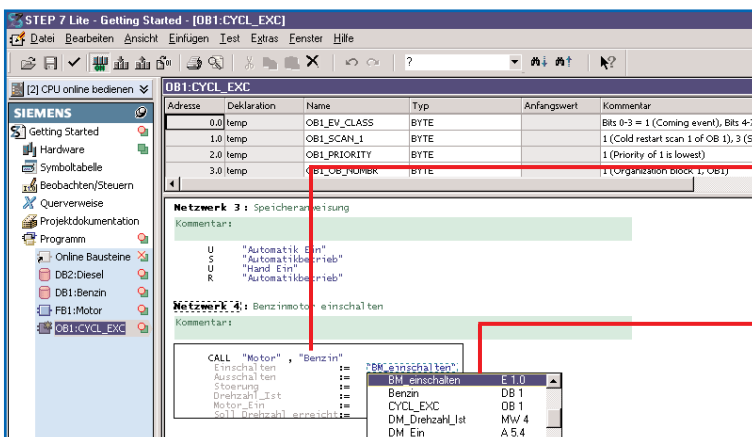 STEP 7 Lite - Getting Started - [OB1:CYCL_EXC]
Datei Bearbeiten Ansicht Einfügen Test Extras Fenster Hilfe
?
[2] CPU online bedienen
OB1:CYCL_EXC
Adresse Deklaration Name Typ Anfangswert Kommentar
0.0 temp OB1_EV_CLASS BYTE Bits 0-3 = 1 (Coming event), Bits 4-7
1.0 temp OB1_SCAN_1 BYTE 1 (Cold restart scan 1 of OB 1), 3 (S
2.0 temp OB1_PRIORITY BYTE 1 (Priority of 1 is lowest)
3.0 temp OB1_OB_NUMBR BYTE 1 (Organization block 1, OB1)
SIEMENS
Getting Started
Hardware
Symboltabelle
Beobachten/Steuern
Querverweise
Projektdokumentation
Programm
Online Bausteine
DB2:Diesel
DB1:Benzin
FB1:Motor
OB1:CYCL_EXC
Netzwerk 3 : Speicheranweisung
Kommentar:
U "Automatik Ein"
S "Automatikbetrieb"
U "Hand Ein"
R "Automatikbetrieb"
Netzwerk 4 : Benzinmotor einschalten
Kommentar:
CALL "Motor" , "Benzin"
Einschalten := "BM_einschalten"
Ausschalten :=
Stoerung :=
Drehzahl_Ist :=
Motor_Ein :=
Soll_Drehzahl_erreicht:=
BM_einschalten E 1.0
Benzin DB 1
CYCL_EXC OB 1
DM_Drehzahl_Ist MW 4
DM_Ein A 5.4